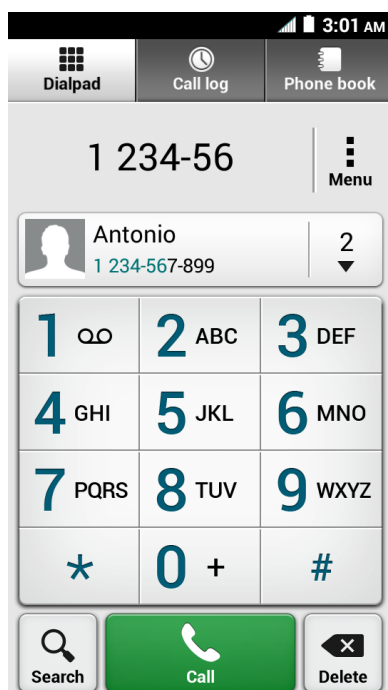 3:01 AM
Dialpad Call log Phone book
1 234-56
Menu
Antonio
1 234-567-899
2
1 2 ABC 3 DEF
4 GHI 5 JKL 6 MNO
7 PQRS 8 TUV 9 WXYZ
* 0 + #
Search Call Delete